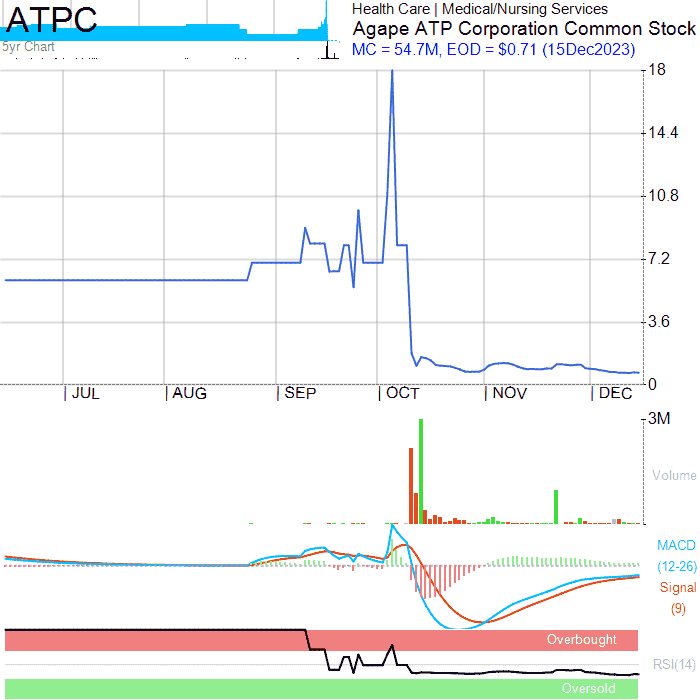 ATPC
5yr Chart
Health Care | Medical/Nursing Services
Agape ATP Corporation Common Stock
MC = 54.7M, EOD = $0.71 (15Dec2023)
18
14.4
10.8
7.2
3.6
0
JUL
AUG
SEP
OCT
NOV
DEC
3M
Volume
MACD
(12-26)
Signal
(9)
Overbought
RSI(14)
Oversold